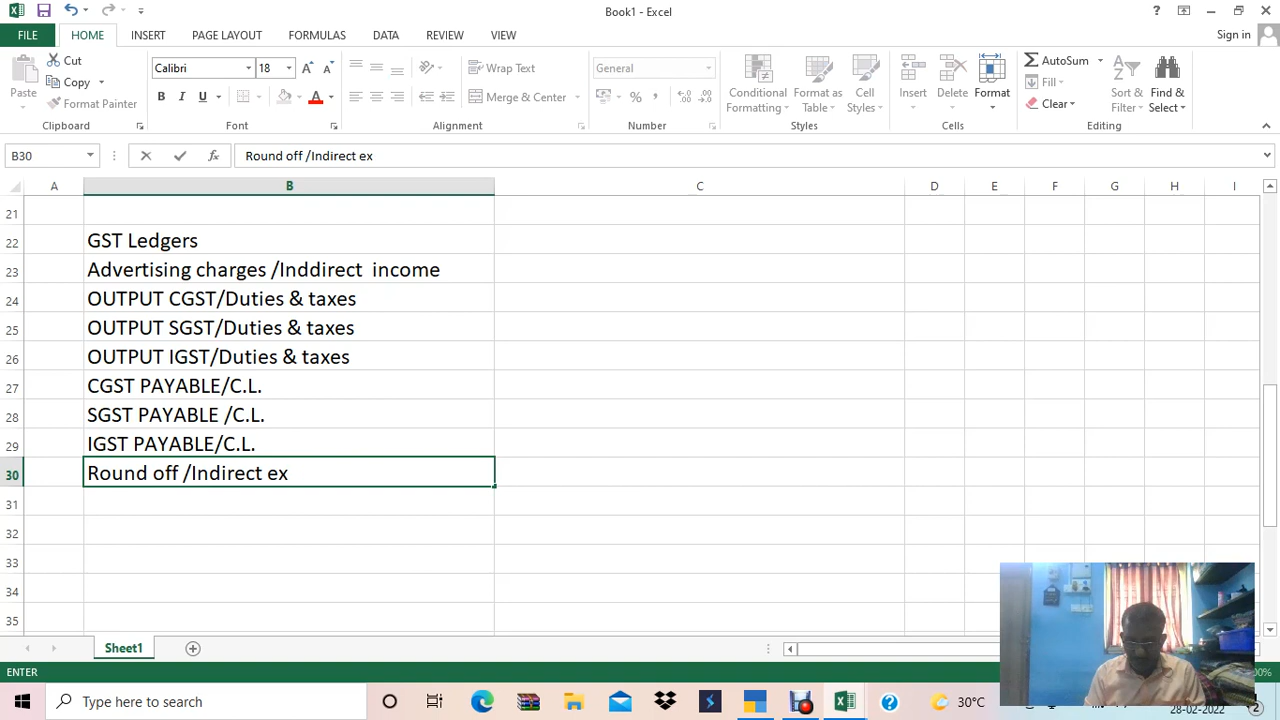 Book1 - Excel
?
FILE HOME INSERT PAGE LAYOUT FORMULAS DATA REVIEW VIEW Sign in
Paste
Cut
Copy
Format Painter
Clipboard
Calibri 18
B I U
Font
Wrap Text
Merge & Center
Alignment
General
% ,
Number
Conditional Formatting
Format as Table
Cell Styles
Styles
Insert Delete Format
Cells
AutoSum
Fill
Clear
Sort & Filter
Find & Select
Editing
B30 fx Round off /Indirect ex
A B C D E F G H I
21
22 GST Ledgers
23 Advertising charges /Inddirect  income
24 OUTPUT CGST/Duties & taxes
25 OUTPUT SGST/Duties & taxes
26 OUTPUT IGST/Duties & taxes
27 CGST PAYABLE/C.L.
28 SGST PAYABLE /C.L.
29 IGST PAYABLE/C.L.
30 Round off /Indirect ex
31
32
33
34
35
Sheet1
ENTER
Type here to search
30°C
28-02-2022
2